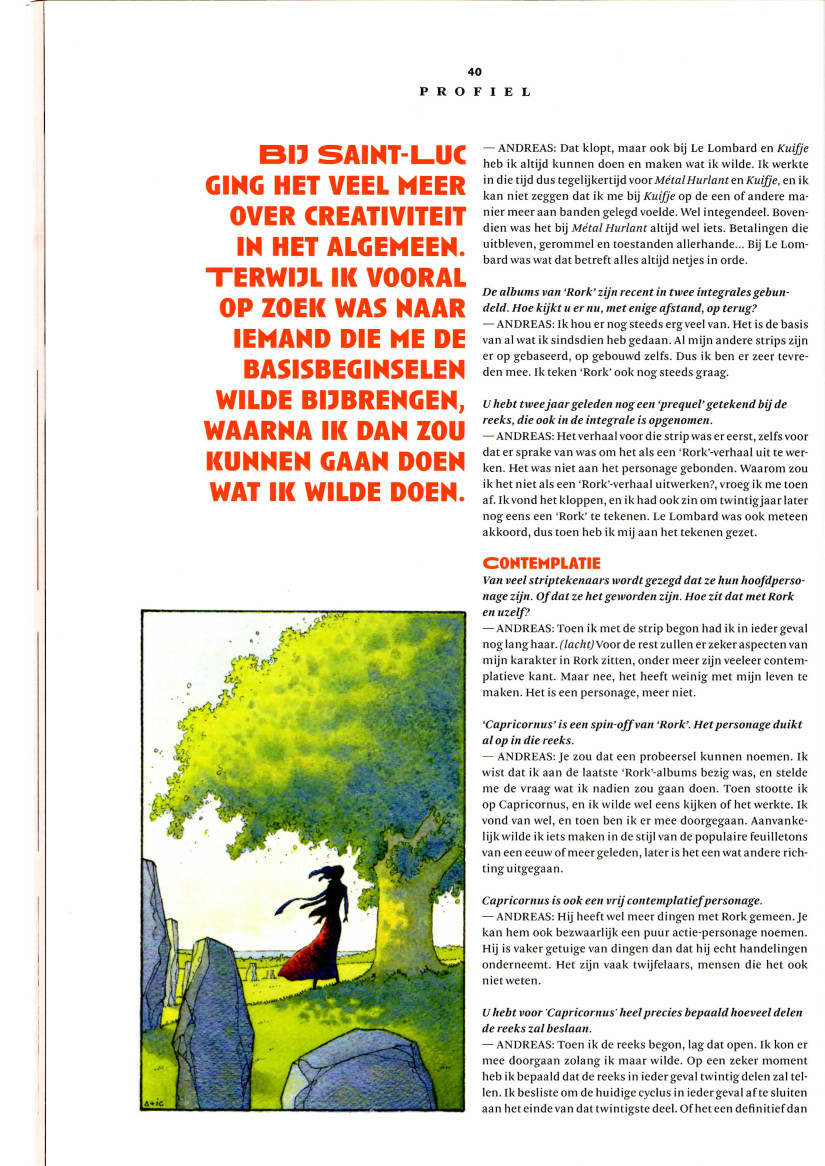 40
PROFIEL
BIJ SAINT-LUC
GING HET VEEL MEER
OVER CREATIVITEIT
IN HET ALGEMEEN.
TERWIJL IK VOORAL
OP ZOEK WAS NAAR
IEMAND DIE ME DE
BASISBEGINSELEN
WILDE BIJBRENGEN,
WAARNA IK DAN ZOU
KUNNEN GAAN DOEN
WAT IK WILDE DOEN.
— ANDREAS: Dat klopt, maar ook bij Le Lombard en Kuifje
heb ik altijd kunnen doen en maken wat ik wilde. Ik werkte
in die tijd dus tegelijkertijd voor Métal Hurlant en Kuifje, en ik
kan niet zeggen dat ik me bij Kuifje op de een of andere ma-
nier meer aan banden gelegd voelde. Wel integendeel. Boven-
dien was het bij Métal Hurlant altijd wel iets. Betalingen die
uitbleven, gerommel en toestanden allerhande... Bij Le Lom-
bard was wat dat betreft alles altijd netjes in orde.
De albums van ‘Rork’ zijn recent in twee integrales gebun-
deld. Hoe kijkt u er nu, met enige afstand, op terug?
— ANDREAS: Ik hou er nog steeds erg veel van. Het is de basis
van al wat ik sindsdien heb gedaan. Al mijn andere strips zijn
er op gebaseerd, op gebouwd zelfs. Dus ik ben er zeer tevre-
den mee. Ik teken ‘Rork’ ook nog steeds graag.
U hebt twee jaar geleden nog een ‘prequel’ getekend bij de
reeks, die ook in de integrale is opgenomen.
— ANDREAS: Het verhaal voor die strip was er eerst, zelfs voor
dat er sprake van was om het als een ‘Rork’-verhaal uit te wer-
ken. Het was niet aan het personage gebonden. Waarom zou
ik het niet als een ‘Rork’-verhaal uitwerken?, vroeg ik me toen
af. Ik vond het kloppen, en ik had ook zin om twintig jaar later
nog eens een ‘Rork’ te tekenen. Le Lombard was ook meteen
akkoord, dus toen heb ik mij aan het tekenen gezet.
CONTEMPLATIE
Van veel striptekenaars wordt gezegd dat ze hun hoofdperso-
nage zijn. Of dat ze het geworden zijn. Hoe zit dat met Rork
en uzelf?
— ANDREAS: Toen ik met de strip begon had ik in ieder geval
nog lang haar. (lacht) Voor de rest zullen er zeker aspecten van
mijn karakter in Rork zitten, onder meer zijn veeleer contem-
platieve kant. Maar nee, het heeft weinig met mijn leven te
maken. Het is een personage, meer niet.
‘Capricornus’ is een spin-off van ‘Rork’. Het personage duikt
al op in die reeks.
— ANDREAS: Je zou dat een probeersel kunnen noemen. Ik
wist dat ik aan de laatste ‘Rork’-albums bezig was, en stelde
me de vraag wat ik nadien zou gaan doen. Toen stootte ik
op Capricornus, en ik wilde wel eens kijken of het werkte. Ik
vond van wel, en toen ben ik er mee doorgegaan. Aanvanke-
lijk wilde ik iets maken in de stijl van de populaire feuilletons
van een eeuw of meer geleden, later is het een wat andere rich-
ting uitgegaan.
Capricornus is ook een vrij contemplatief personage.
— ANDREAS: Hij heeft wel meer dingen met Rork gemeen. Je
kan hem ook bezwaarlijk een puur actie-personage noemen.
Hij is vaker getuige van dingen dan dat hij echt handelingen
onderneemt. Het zijn vaak twijfelaars, mensen die het ook
niet weten.
U hebt voor 'Capricornus' heel precies bepaald hoeveel delen
de reeks zal beslaan.
— ANDREAS: Toen ik de reeks begon, lag dat open. Ik kon er
mee doorgaan zolang ik maar wilde. Op een zeker moment
heb ik bepaald dat de reeks in ieder geval twintig delen zal tel-
len. Ik besliste om de huidige cyclus in ieder geval af te sluiten
aan het einde van dat twintigste deel. Of het een definitief dan